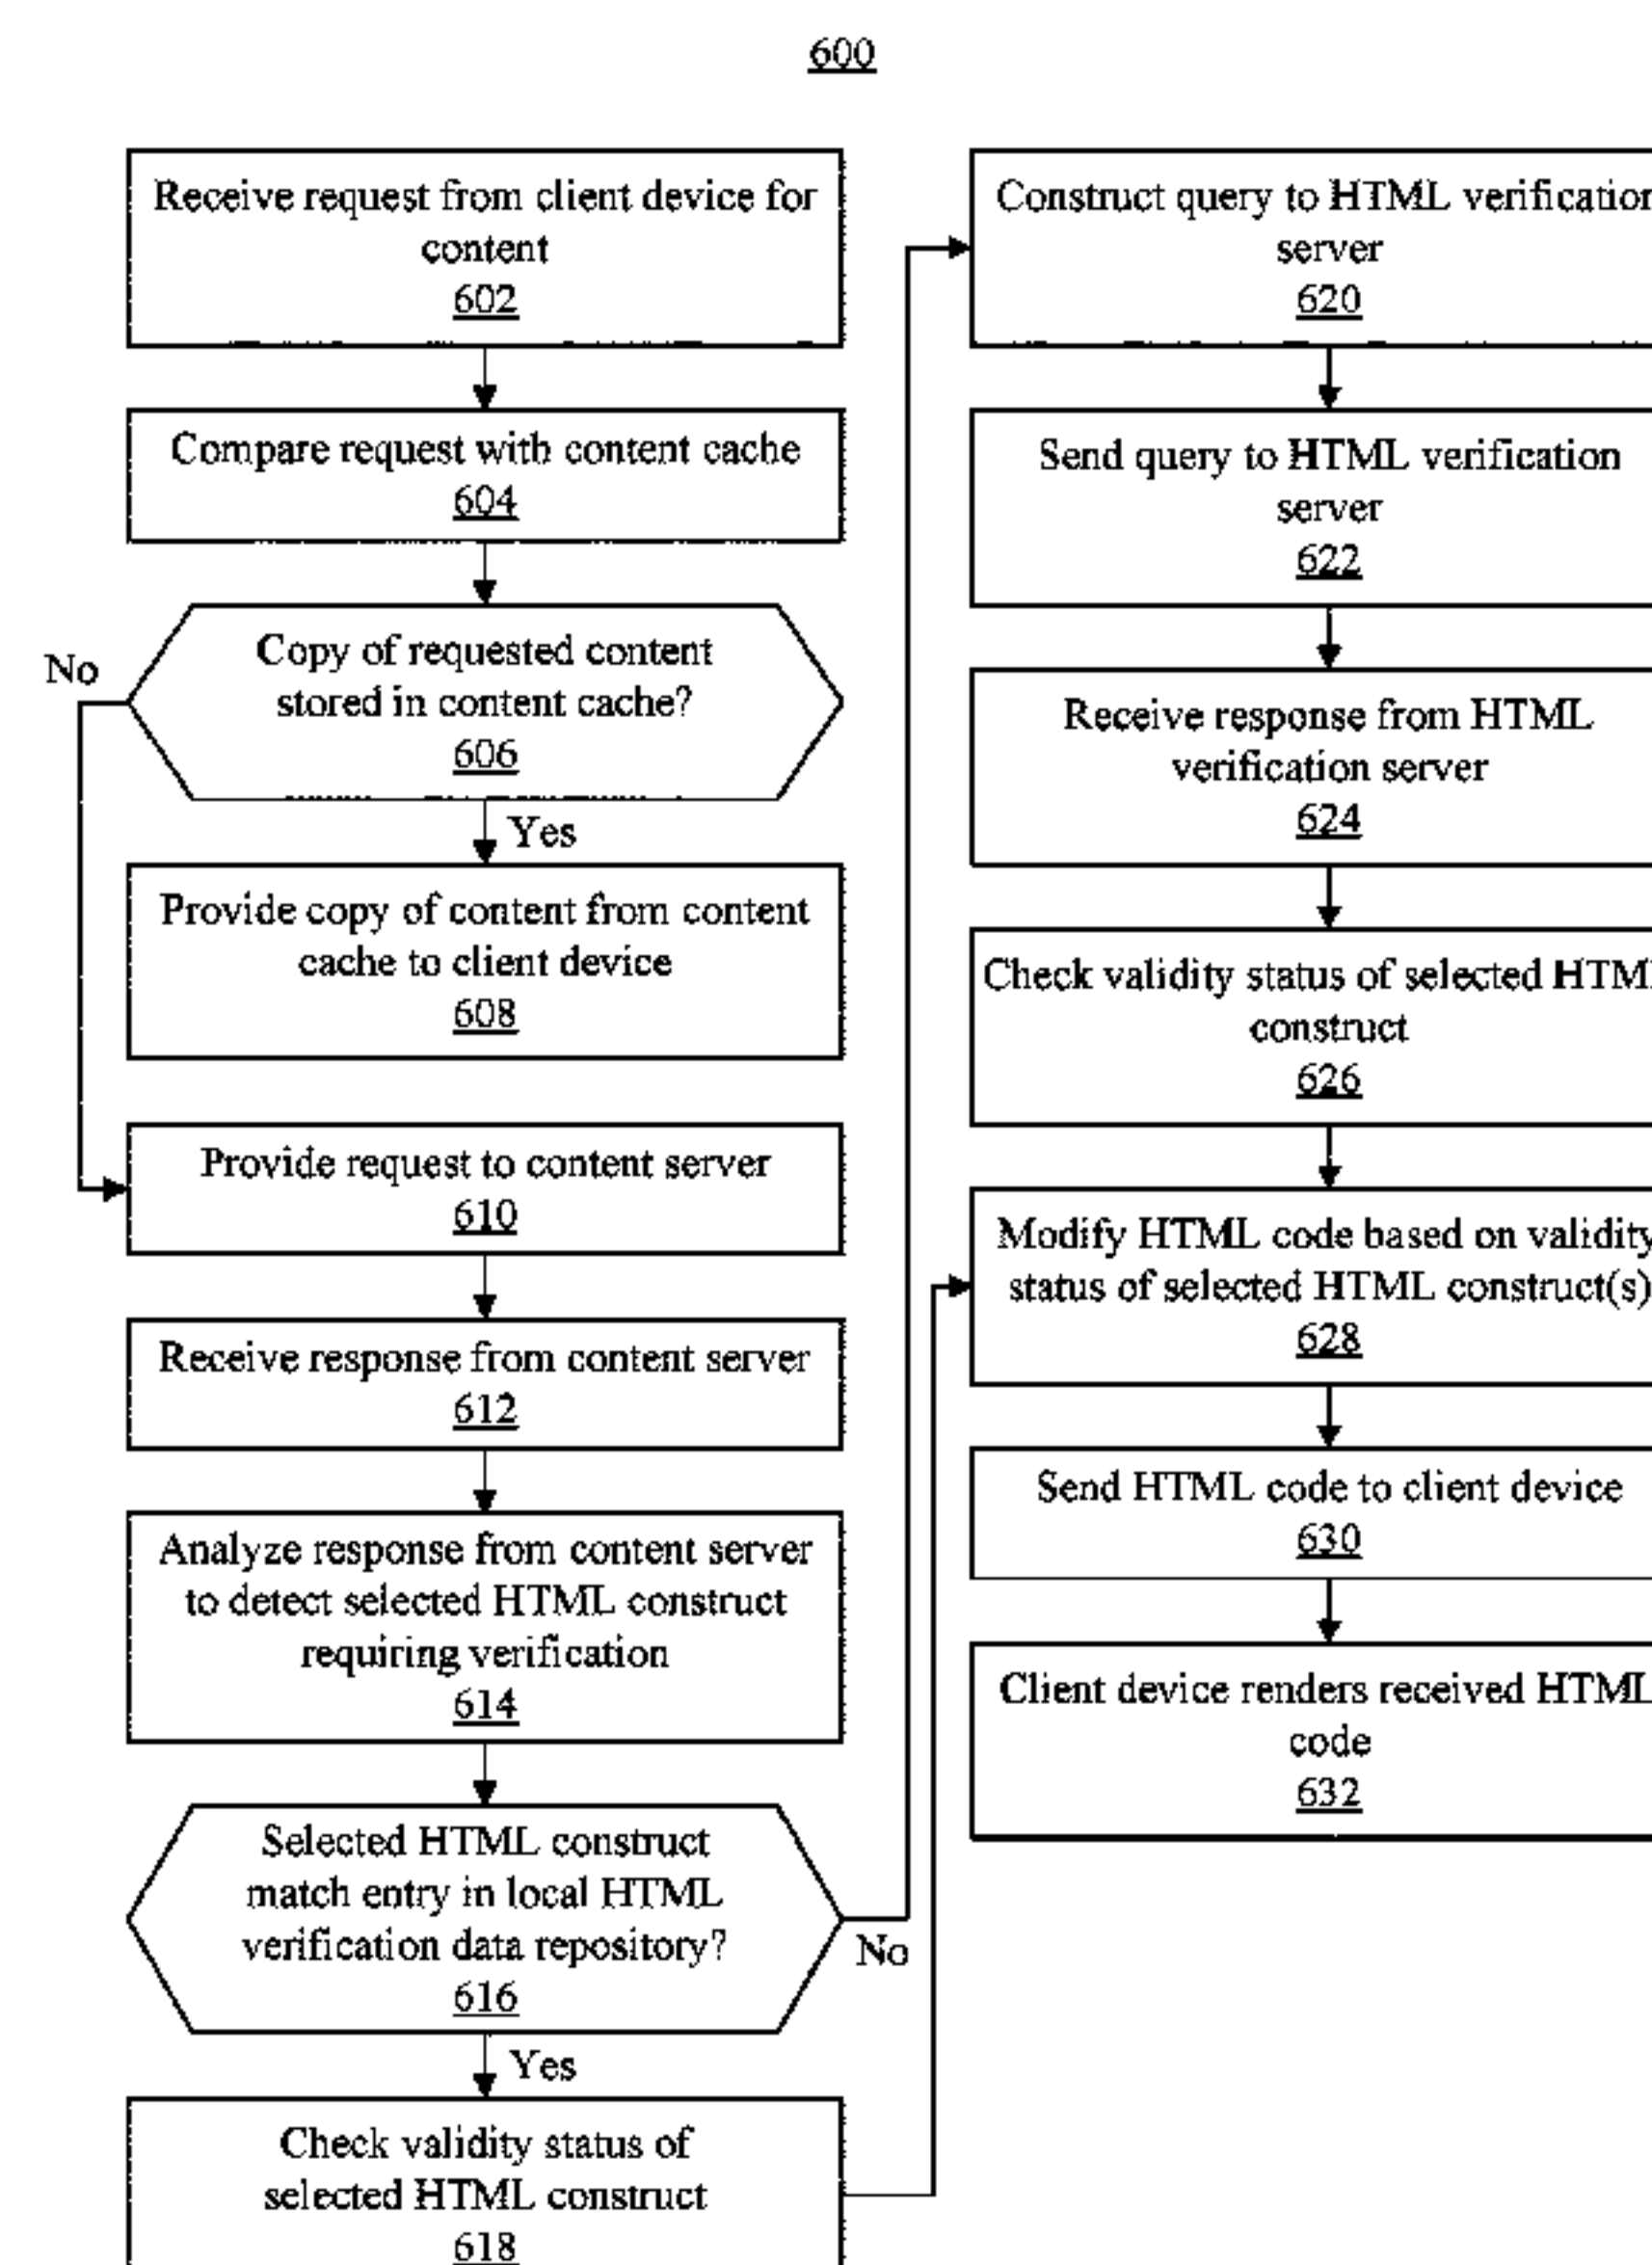 600
Receive request from client device for
content
602
Compare request with content cache
604
Copy of requested content
stored in content cache?
606
No
Yes
Provide copy of content from content
cache to client device
608
Provide request to content server
610
Receive response from content server
612
Analyze response from content server
to detect selected HTML construct
requiring verification
614
Selected HTML construct
match entry in local HTML
verification data repository?
616
No
Yes
Check validity status of
selected HTML construct
618
Construct query to HTML verification
server
620
Send query to HTML verification
server
622
Receive response from HTML
verification server
624
Check validity status of selected HTML
construct
626
Modify HTML code based on validity
status of selected HTML construct(s)
628
Send HTML code to client device
630
Client device renders received HTML
code
632